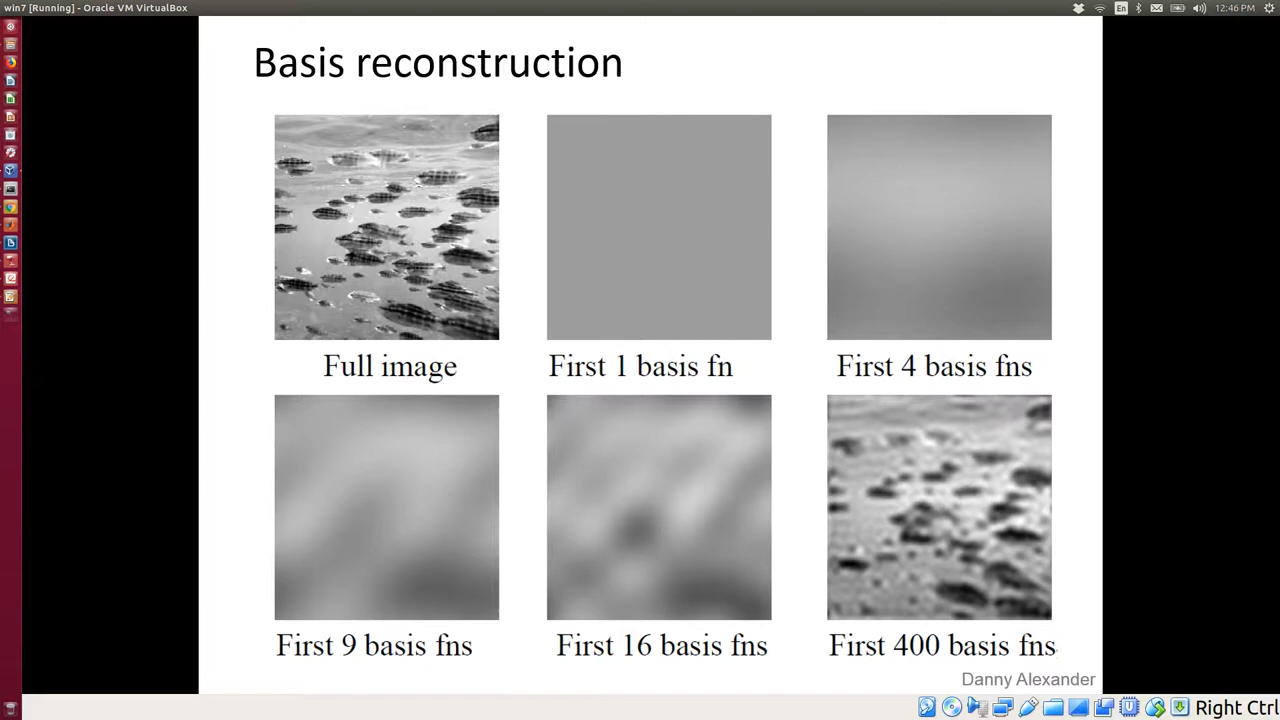 win7 [Running] - Oracle VM VirtualBox
En
12:46 PM
Basis reconstruction
Full image
First 1 basis fn
First 4 basis fns
First 9 basis fns
First 16 basis fns
First 400 basis fns
Danny Alexander
Right Ctrl